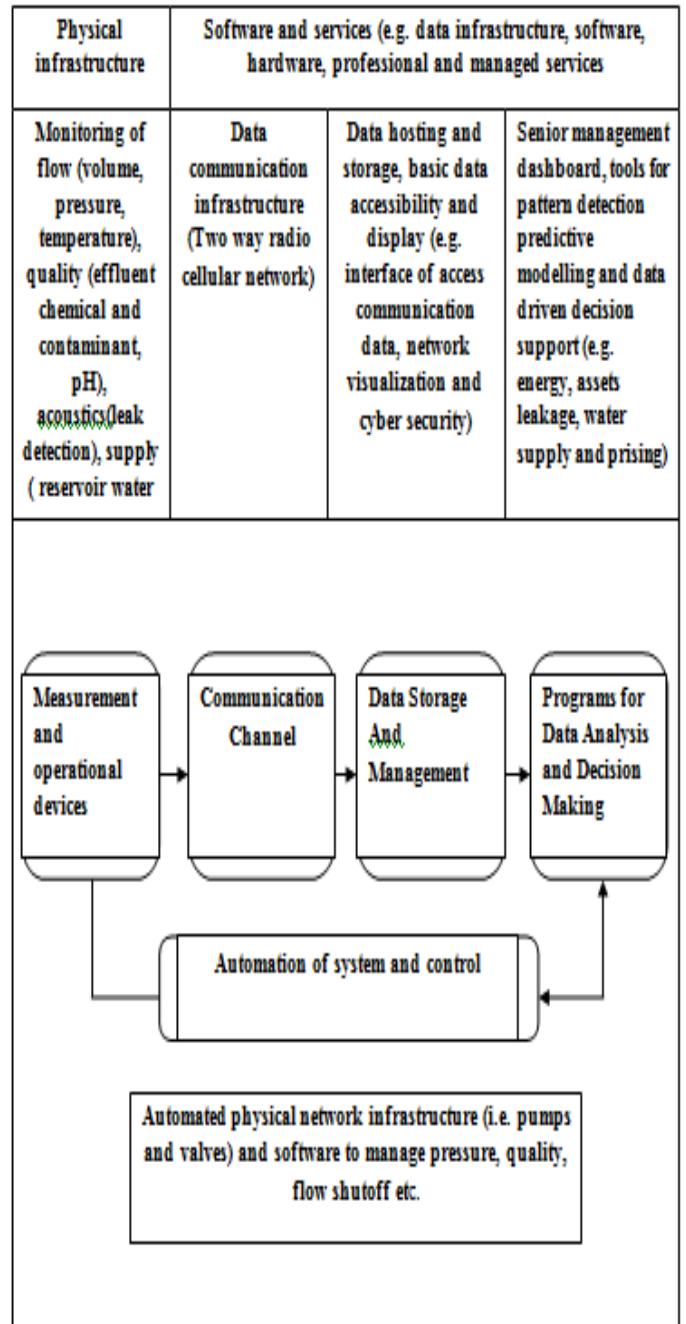 Physical
infrastructure
Software and services (e.g. data infrastructure, software,
hardware, professional and managed services
Monitoring of
flow (volume,
pressure,
temperature),
quality (effluent
chemical and
contaminant,
pH),
acoustics(leak
detection), supply
( reservoir water
Data
communication
infrastructure
(Two way radio
cellular network)
Data hosting and
storage, basic data
accessibility and
display (e.g.
interface of access
communication
data, network
visualization and
cyber security)
Senior management
dashboard, tools for
pattern detection
predictive
modelling and data
driven decision
support (e.g.
energy, assets
leakage, water
supply and prising)
Measurement
and
operational
devices
Communication
Channel
Data Storage
And
Management
Programs for
Data Analysis
and Decision
Making
Automation of system and control
Automated physical network infrastructure (i.e. pumps
and valves) and software to manage pressure, quality,
flow shutoff etc.